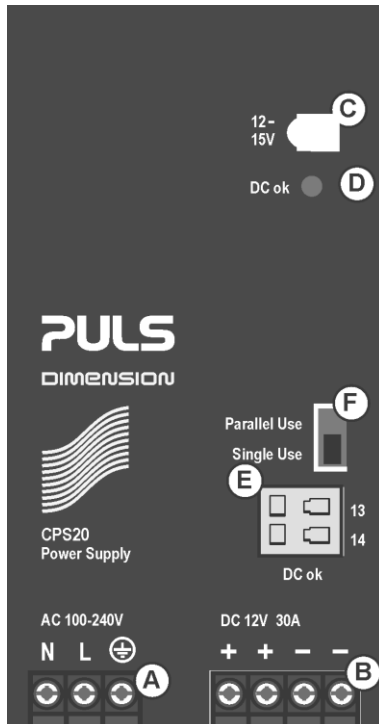 C
12-
15V
DC ok
D
PULS
DIMENSION
F
Parallel Use
Single Use
E
13
14
CPS20
Power Supply
DC ok
AC 100-240V
DC 12V 30A
N L
+ + − −
A
B